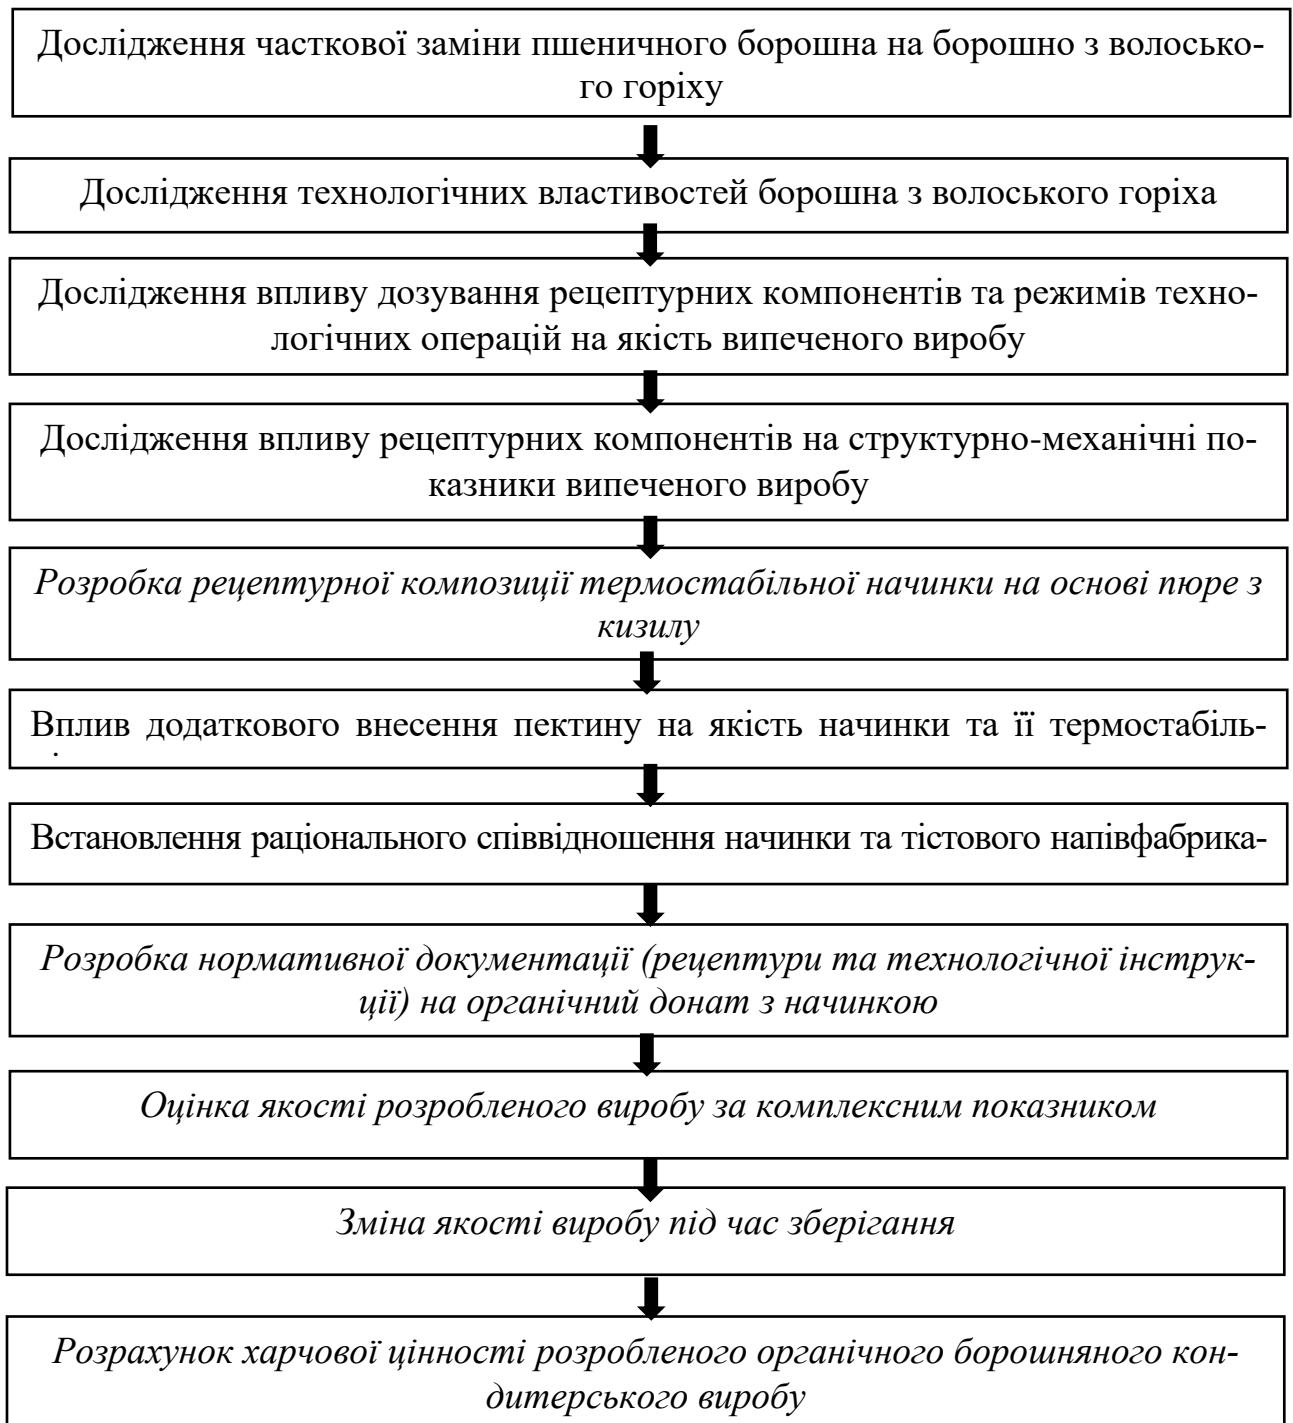 Дослідження часткової заміни пшеничного борошна на борошно з волосько-
го горіху
Дослідження технологічних властивостей борошна з волоського горіха
Дослідження впливу дозування рецептурних компонентів та режимів техно-
логічних операцій на якість випеченого виробу
Дослідження впливу рецептурних компонентів на структурно-механічні по-
казники випеченого виробу
Розробка рецептурної композиції термостабільної начинки на основі пюре з
кизилу
Вплив додаткового внесення пектину на якість начинки та її термостабіль-
Встановлення раціонального співвідношення начинки та тістового напівфабрика-
Розробка нормативної документації (рецептури та технологічної інструк-
ції) на органічний донат з начинкою
Оцінка якості розробленого виробу за комплексним показником
Зміна якості виробу під час зберігання
Розрахунок харчової цінності розробленого органічного борошняного кон-
дитерського виробу